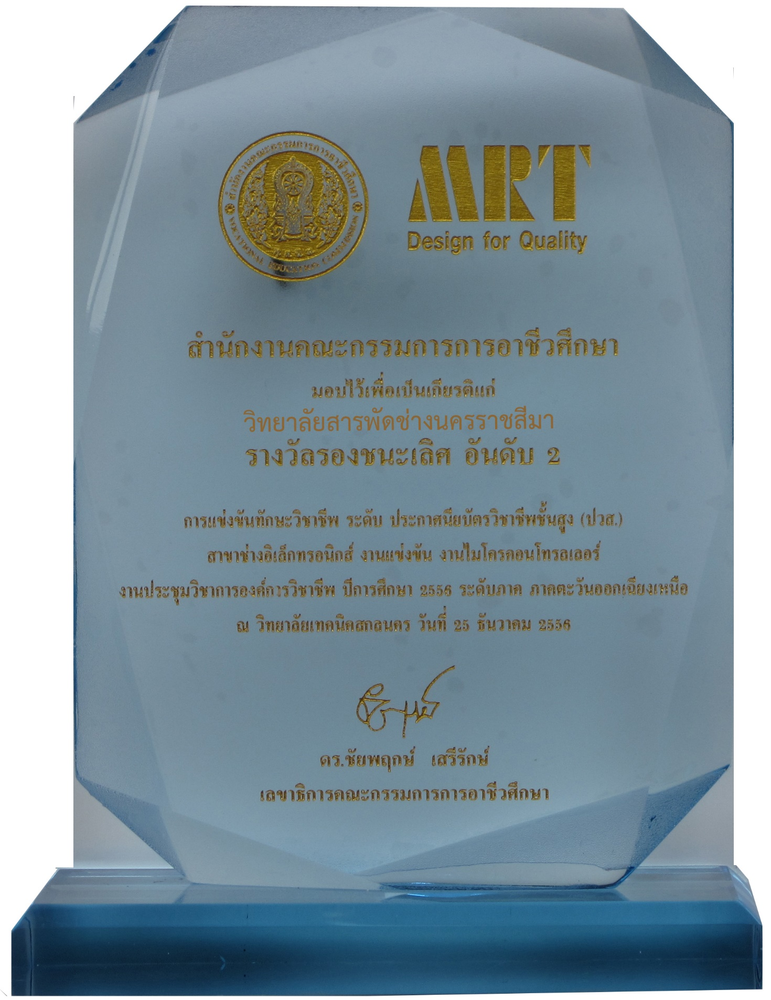 สำนักงานคณะกรรมการการอาชีวศึกษา
VOCATIONAL EDUCATION COMMISSION
MRT
Design for Quality
สำนักงานคณะกรรมการการอาชีวศึกษา
มอบไว้เพื่อเป็นเกียรติแก่
วิทยาลัยสารพัดช่างนครราชสีมา
รางวัลรองชนะเลิศ อันดับ 2
การแข่งขันทักษะวิชาชีพ ระดับ ประกาศนียบัตรวิชาชีพชั้นสูง (ปวส.)
สาขาช่างอิเล็กทรอนิกส์ งานแข่งขัน งานไมโครคอนโทรลเลอร์
งานประชุมวิชาการองค์การวิชาชีพ ปีการศึกษา 2556 ระดับภาค ภาคตะวันออกเฉียงเหนือ
ณ วิทยาลัยเทคนิคสกลนคร วันที่ 25 ธันวาคม 2556
ดร.ชัยพฤกษ์ เสรีรักษ์
เลขาธิการคณะกรรมการการอาชีวศึกษา